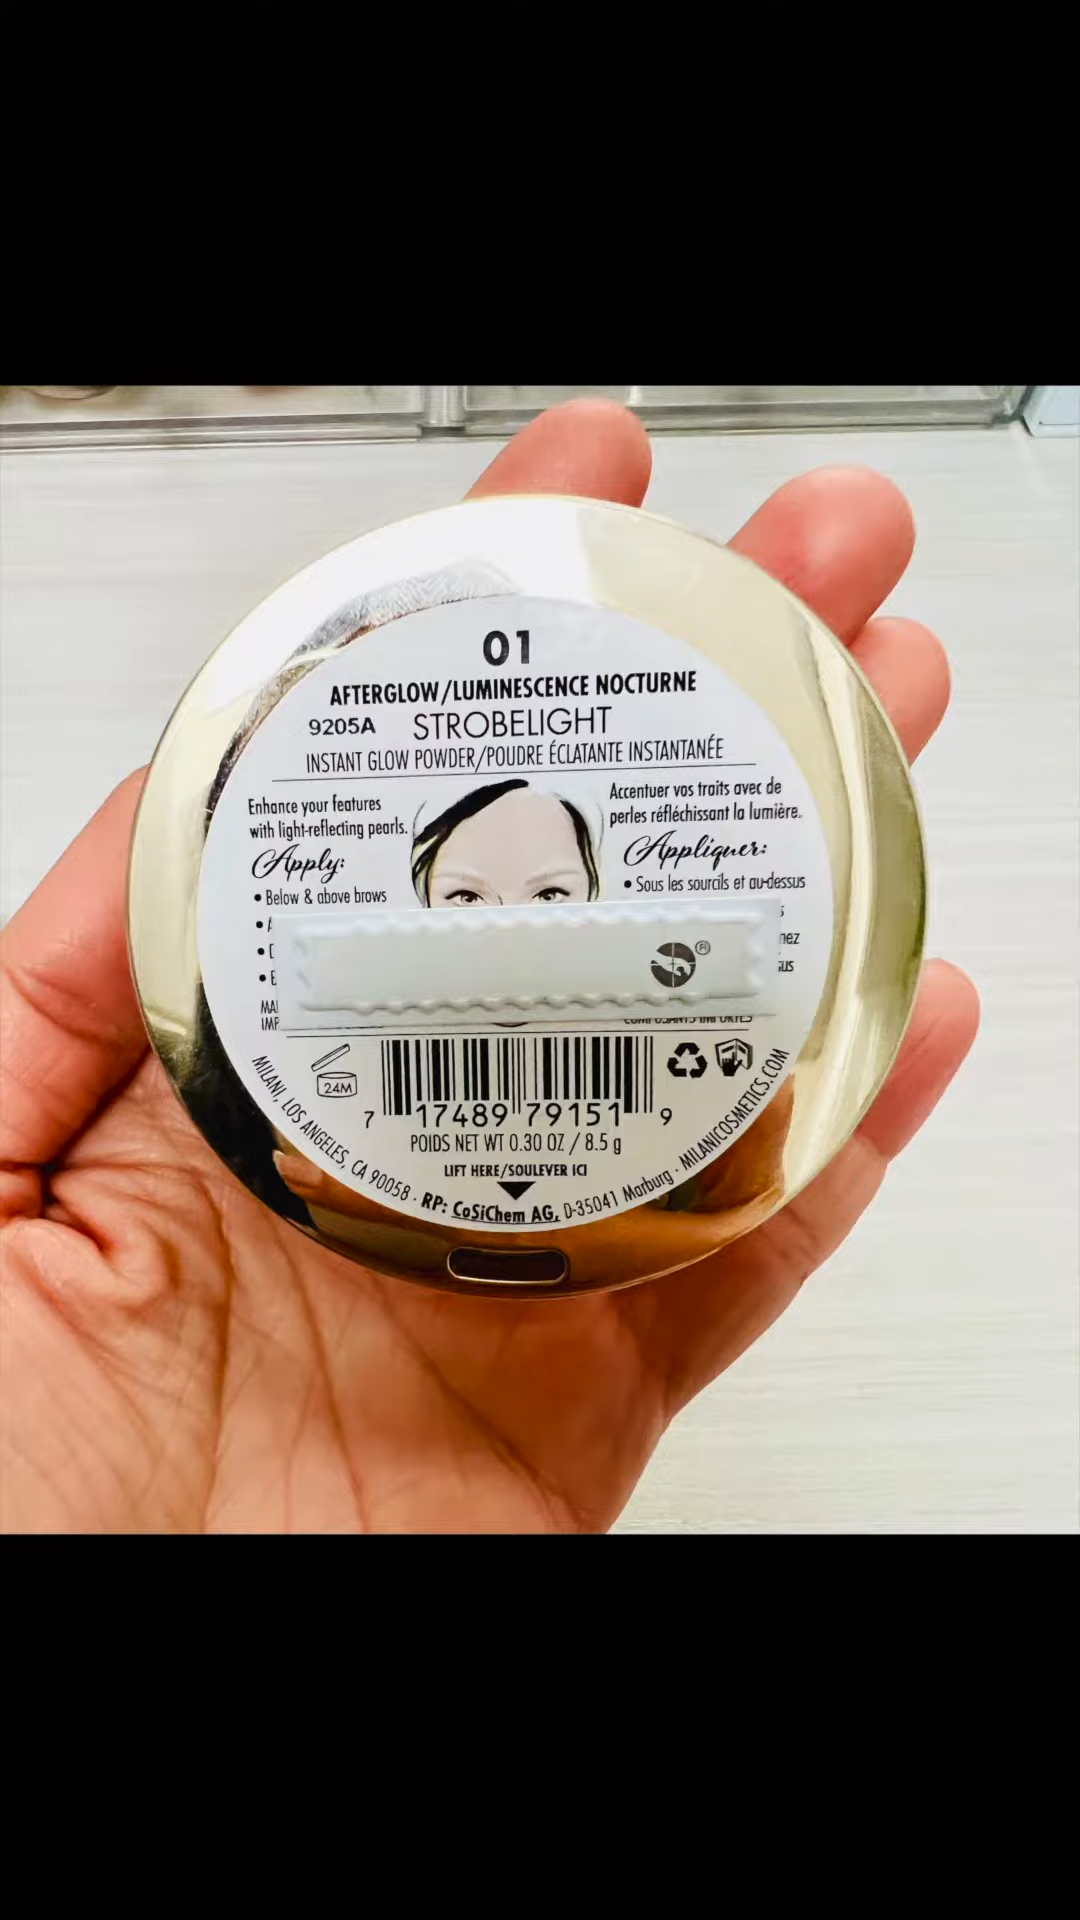 01
AFTERGLOW/LUMINESCENCE NOCTURNE
9205A STROBELIGHT
INSTANT GLOW POWDER/POUDRE ÉCLATANTE INSTANTANÉE
Enhance your features
with light-reflecting pearls.
Apply:
• Below & above brows
Accentuer vos traits avec de
perles réfléchissant la lumière.
Appliquer:
• Sous les sourcils et au-dessus
®
24M
7 17489 79151 9
POIDS NET WT 0.30 OZ / 8.5 g
LIFT HERE/SOULEVER ICI
MILANI, LOS ANGELES, CA 90058 · RP: CoSiChem AG, D-35041 Marburg · MILANICOSMETICS.COM